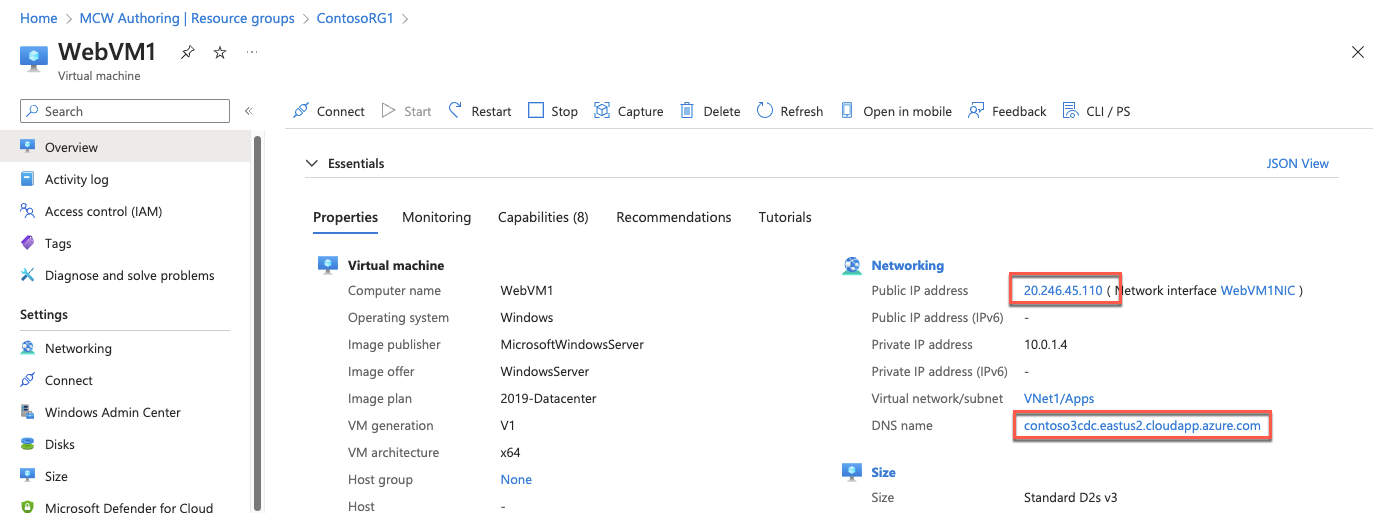 Home > MCW Authoring | Resource groups > ContosoRG1 >
WebVM1 ...
Virtual machine
Search «
Connect Start Restart Stop Capture Delete Refresh Open in mobile Feedback CLI / PS
Overview
Activity log
Access control (IAM)
Tags
Diagnose and solve problems
Settings
Networking
Connect
Windows Admin Center
Disks
Size
Microsoft Defender for Cloud
Essentials JSON View
Properties Monitoring Capabilities (8) Recommendations Tutorials
Virtual machine
Computer name WebVM1
Operating system Windows
Image publisher MicrosoftWindowsServer
Image offer WindowsServer
Image plan 2019-Datacenter
VM generation V1
VM architecture x64
Host group None
Host -
Networking
Public IP address 20.246.45.110 ( Network interface WebVM1NIC )
Public IP address (IPv6) -
Private IP address 10.0.1.4
Private IP address (IPv6) -
Virtual network/subnet VNet1/Apps
DNS name contoso3cdc.eastus2.cloudapp.azure.com
Size
Size Standard D2s v3